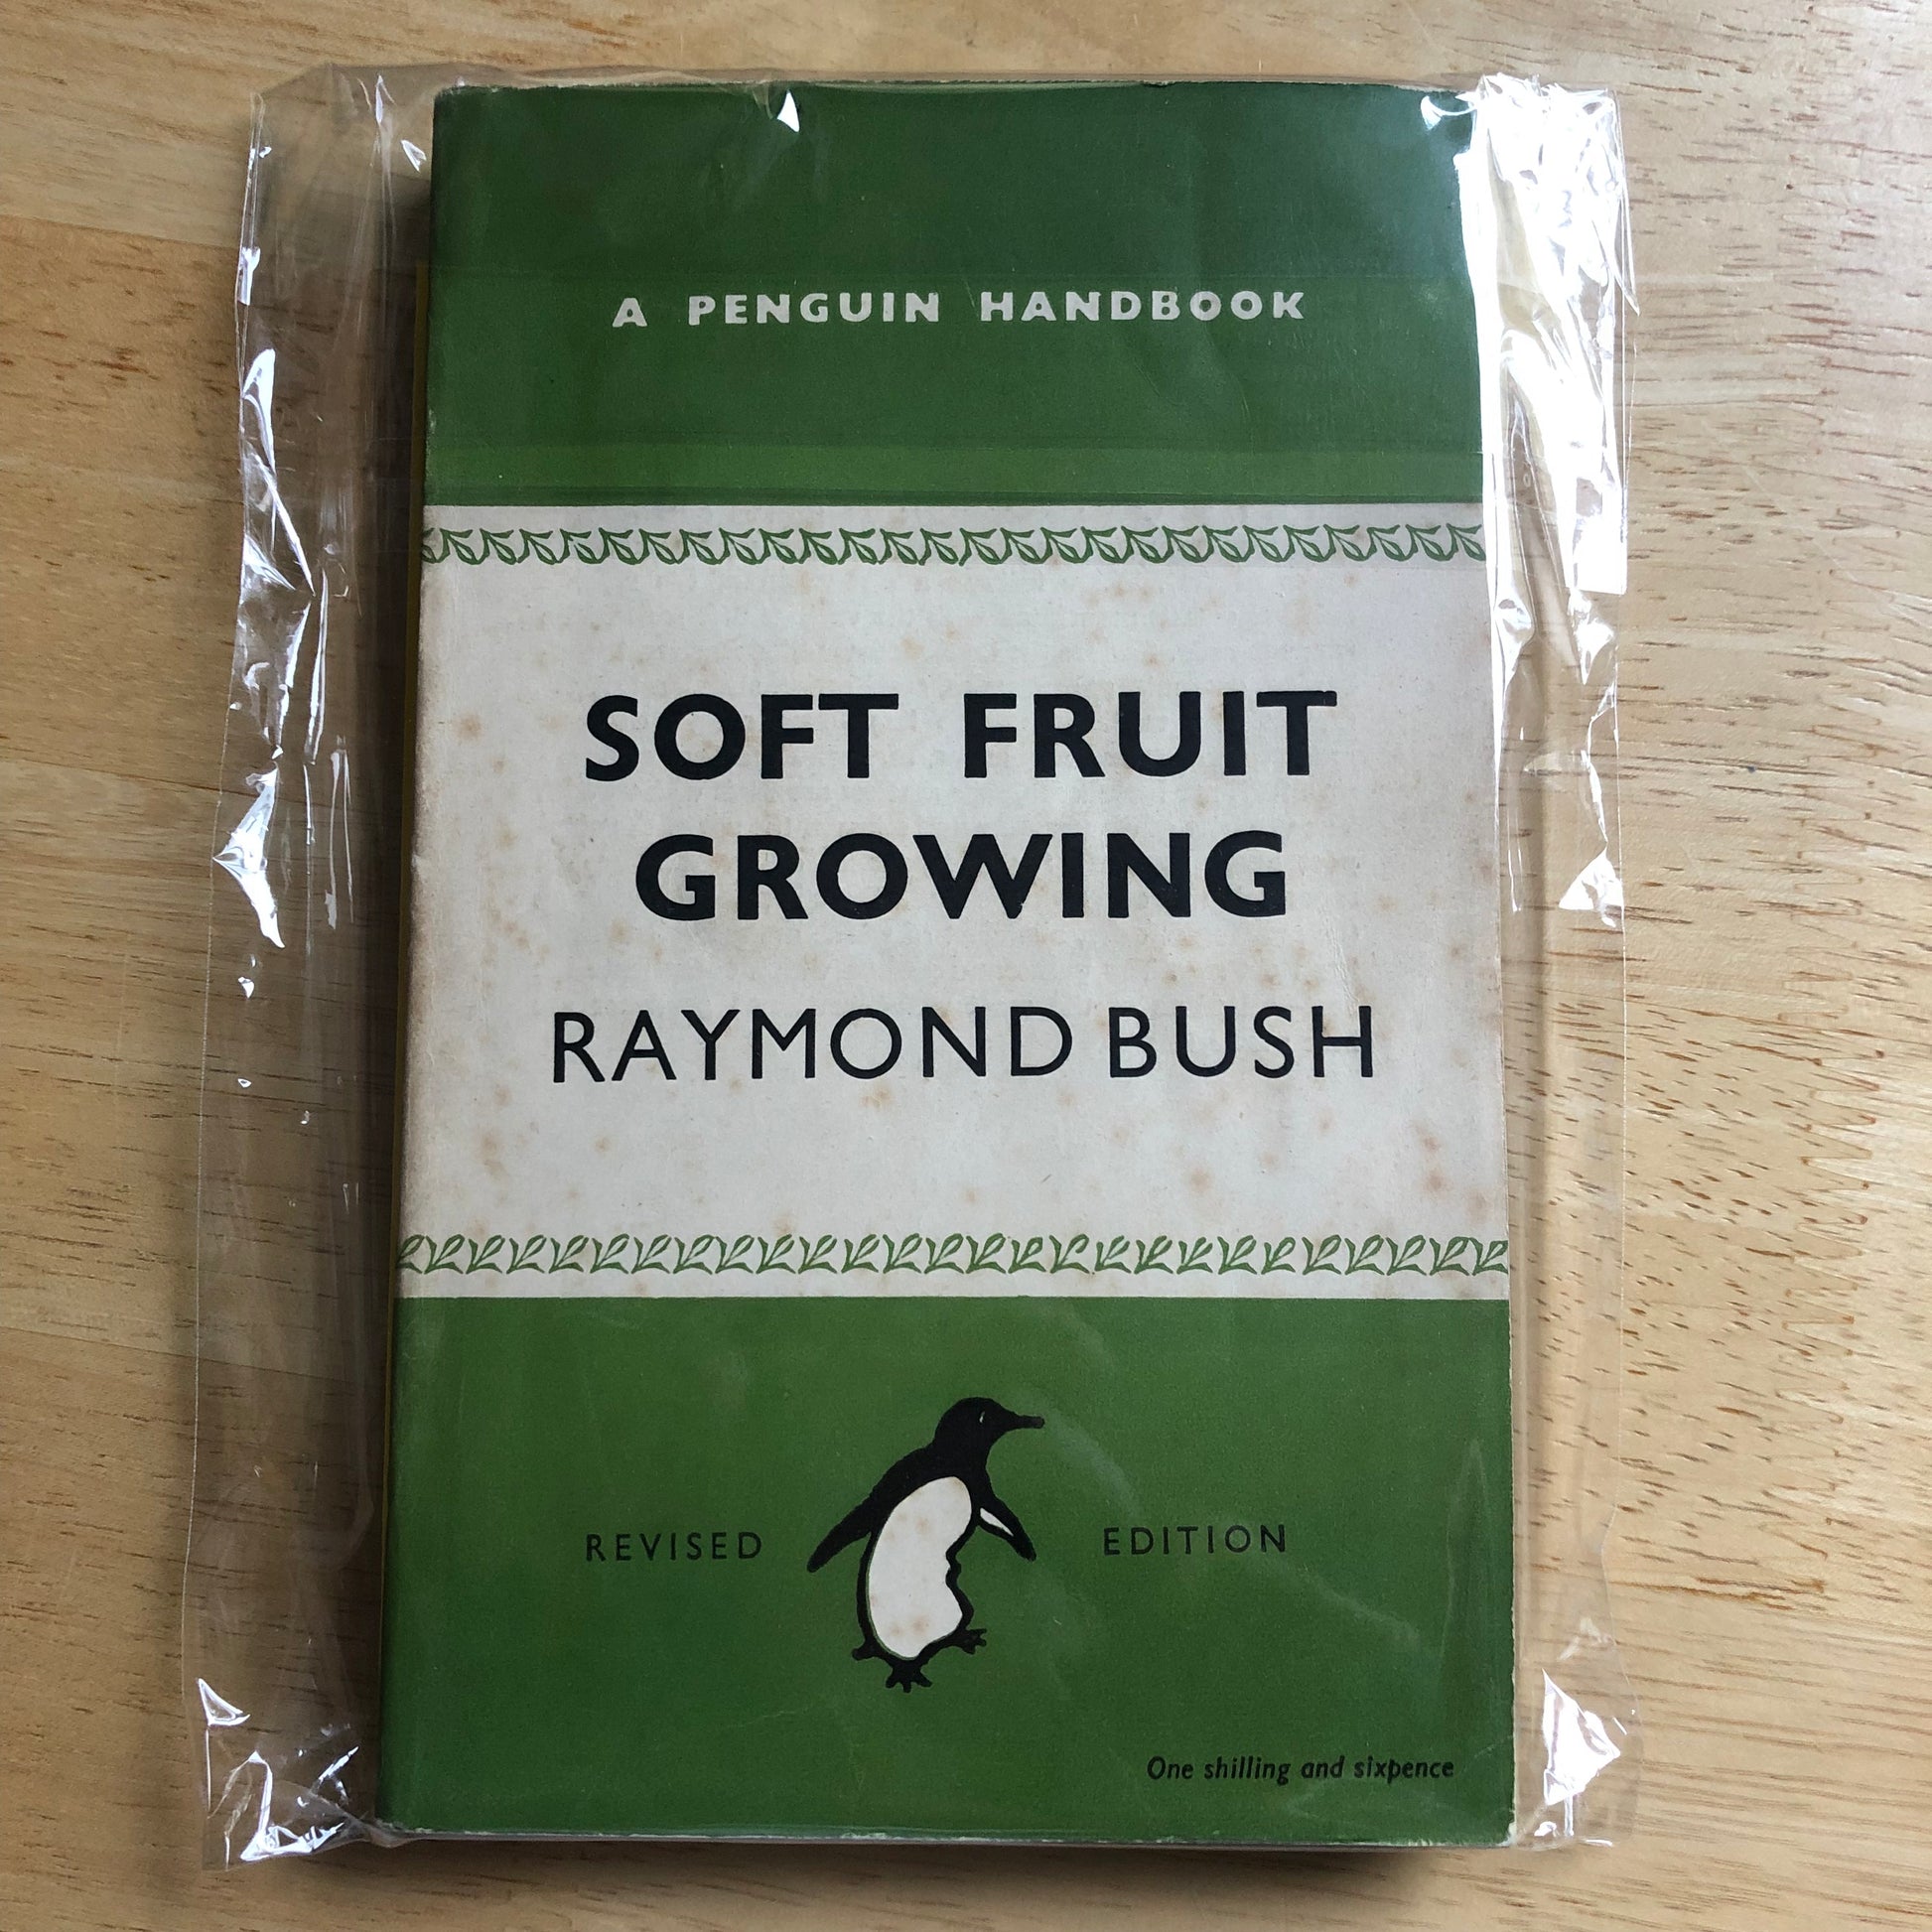 A PENGUIN HANDBOOK
SOFT FRUIT
GROWING
RAYMOND BUSH
REVISED EDITION
One shilling and sixpence